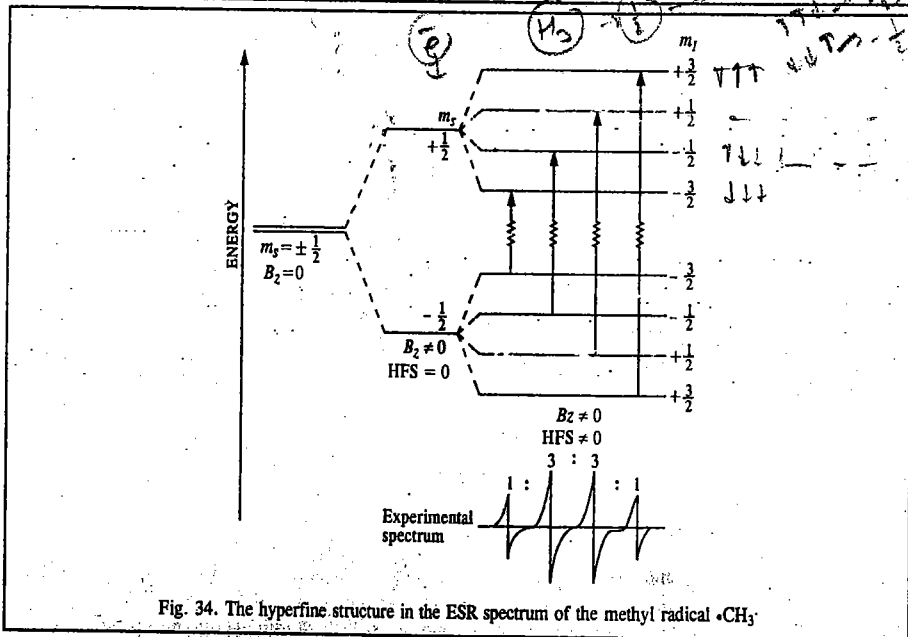 H3
m_I
+3/2 ↑↑↑
m_s
+1/2
+1/2
-1/2 ↑↓↓
-3/2 ↓↓↓
ENERGY
m_s = ± 1/2
B_z = 0
-3/2
-1/2
-1/2
B_z ≠ 0
+1/2
HFS = 0
+3/2
Bz ≠ 0
HFS ≠ 0
1 : 3 : 3 : 1
Experimental
spectrum
Fig. 34. The hyperfine structure in the ESR spectrum of the methyl radical •CH3·